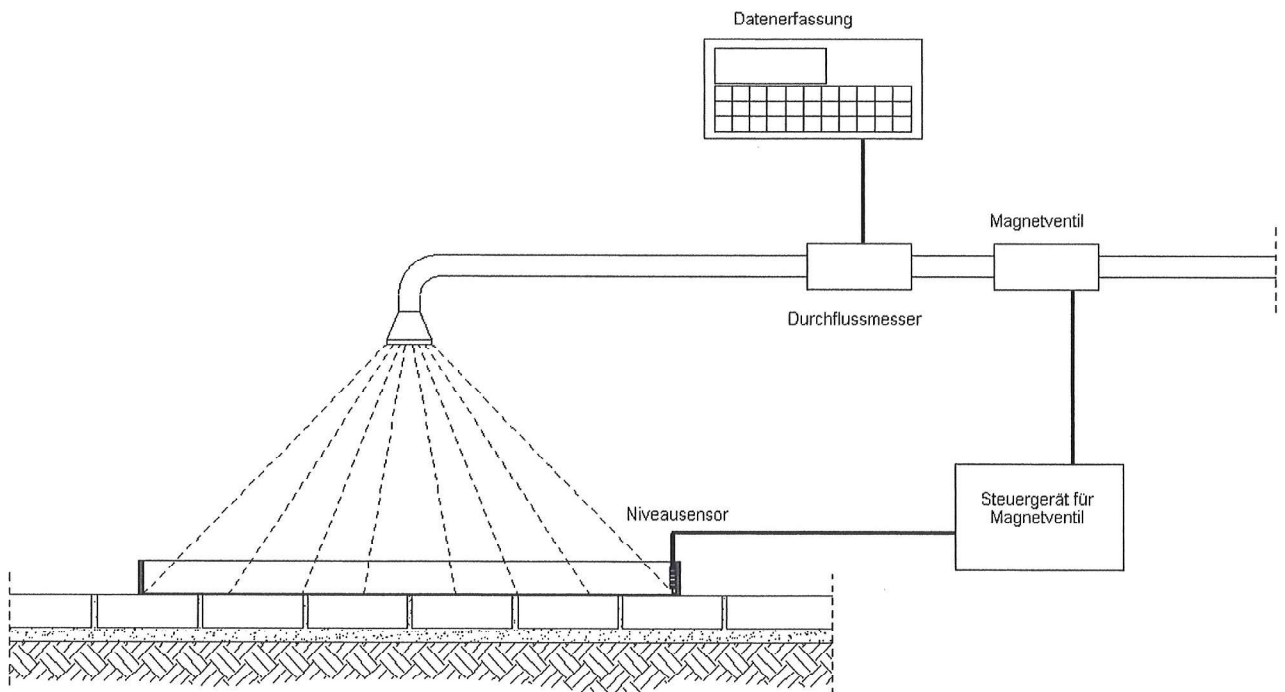 Datenerfassung
Magnetventil
Durchflussmesser
Steuergerät für
Magnetventil
Niveausensor